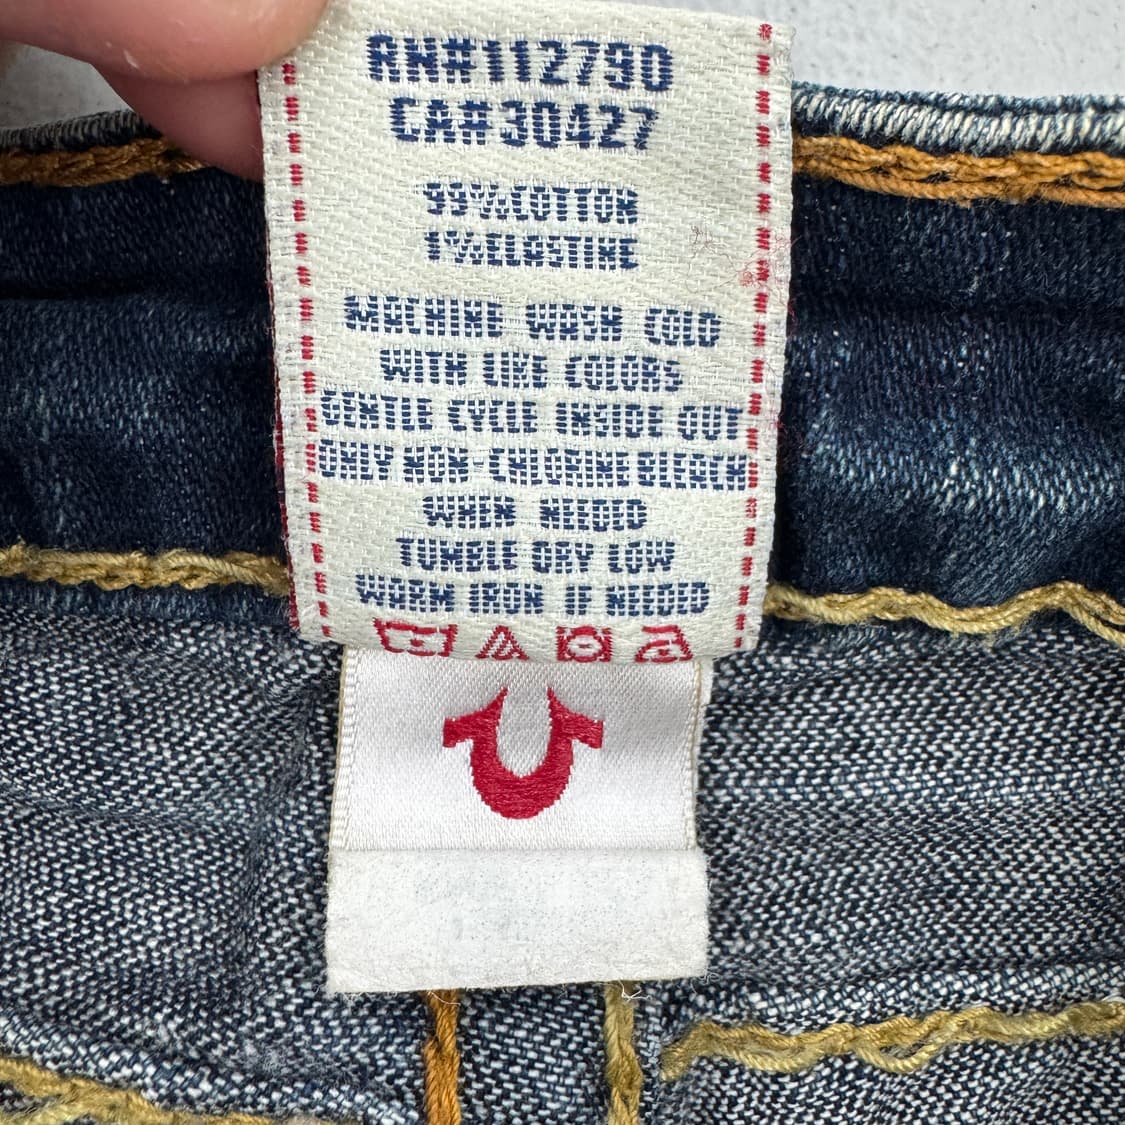 RN#112790
CA#30427
99%COTTON
1%ELASTINE
MACHINE WASH COLD
WITH LIKE COLORS
GENTLE CYCLE INSIDE OUT
ONLY NON-CHLORINE BLEACH
WHEN NEEDED
TUMBLE DRY LOW
WARM IRON IF NEEDED